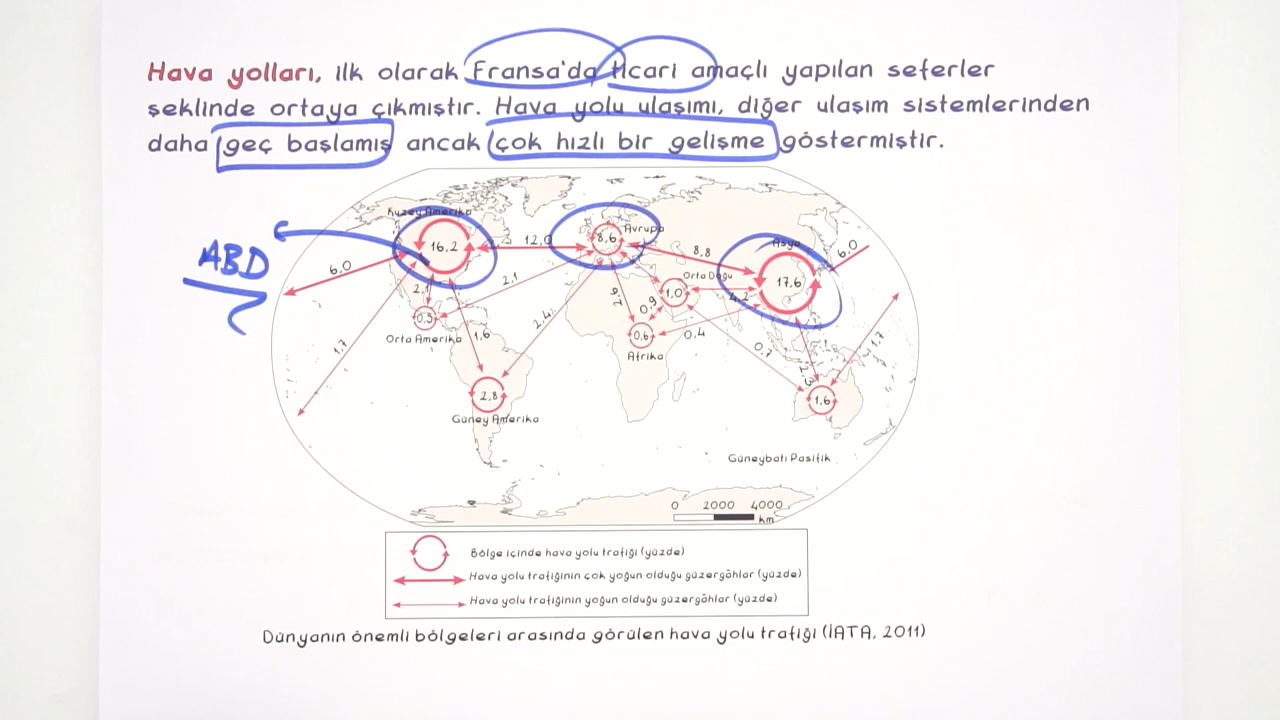 Hava yolları, ilk olarak Fransa'da ticari amaçlı yapılan seferler
şeklinde ortaya çıkmıştır. Hava yolu ulaşımı, diğer ulaşım sistemlerinden
daha geç başlamış ancak çok hızlı bir gelişme göstermiştir.
Kuzey Amerika
16,2
12,0
8,6
Avrupa
8,8
Asya
17,6
6,0
ABD
6,0
2,1
2,1
Orta Doğu
1,0
4,2
0,5
Orta Amerika
1,6
2,4
0,9
0,6
Afrika
0,4
0,7
2,3
1,7
1,7
2,8
Güney Amerika
1,6
Güneybatı Pasifik
0 2000 4000
km
Bölge içinde hava yolu trafiği (yüzde)
Hava yolu trafiğinin çok yoğun olduğu güzergâhlar (yüzde)
Hava yolu trafiğinin yoğun olduğu güzergâhlar (yüzde)
Dünyanın önemli bölgeleri arasında görülen hava yolu trafiği (İATA, 2011)